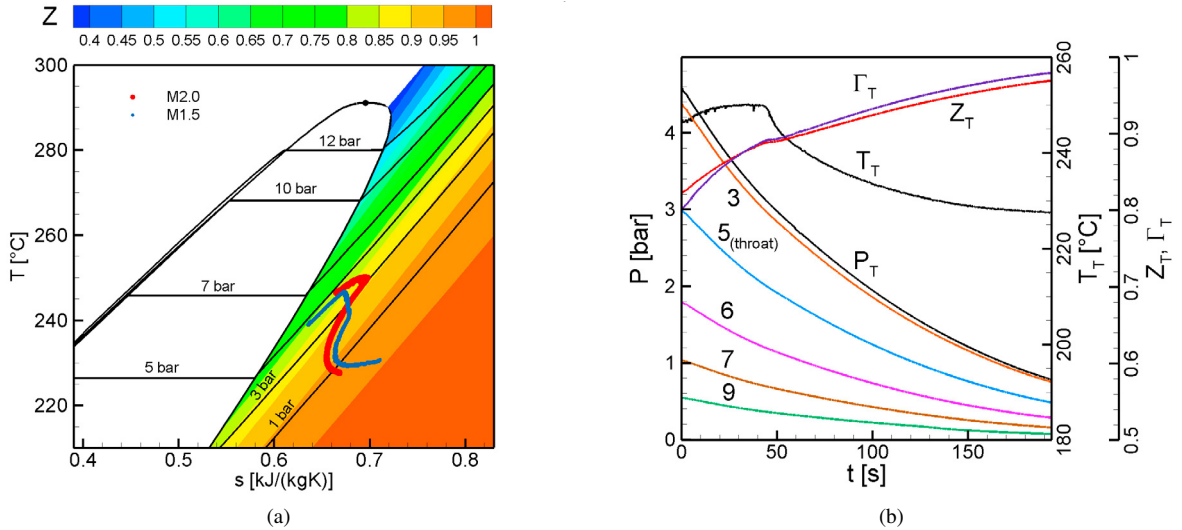 Z
0.4 0.45 0.5 0.55 0.6 0.65 0.7 0.75 0.8 0.85 0.9 0.95 1
300
280
260
240
220
T [°C]
M2.0
M1.5
12 bar
10 bar
7 bar
5 bar
3 bar
1 bar
0.4 0.5 0.6 0.7 0.8
s [kJ/(kgK)]
(a)
4
3
2
1
0
P [bar]
Γ_T
Z_T
T_T
3
5(throat)
P_T
6
7
9
0 50 100 150
t [s]
260
240
220
200
180
T_T [°C]
1
0.9
0.8
0.7
0.6
0.5
Z_T, Γ_T
(b)